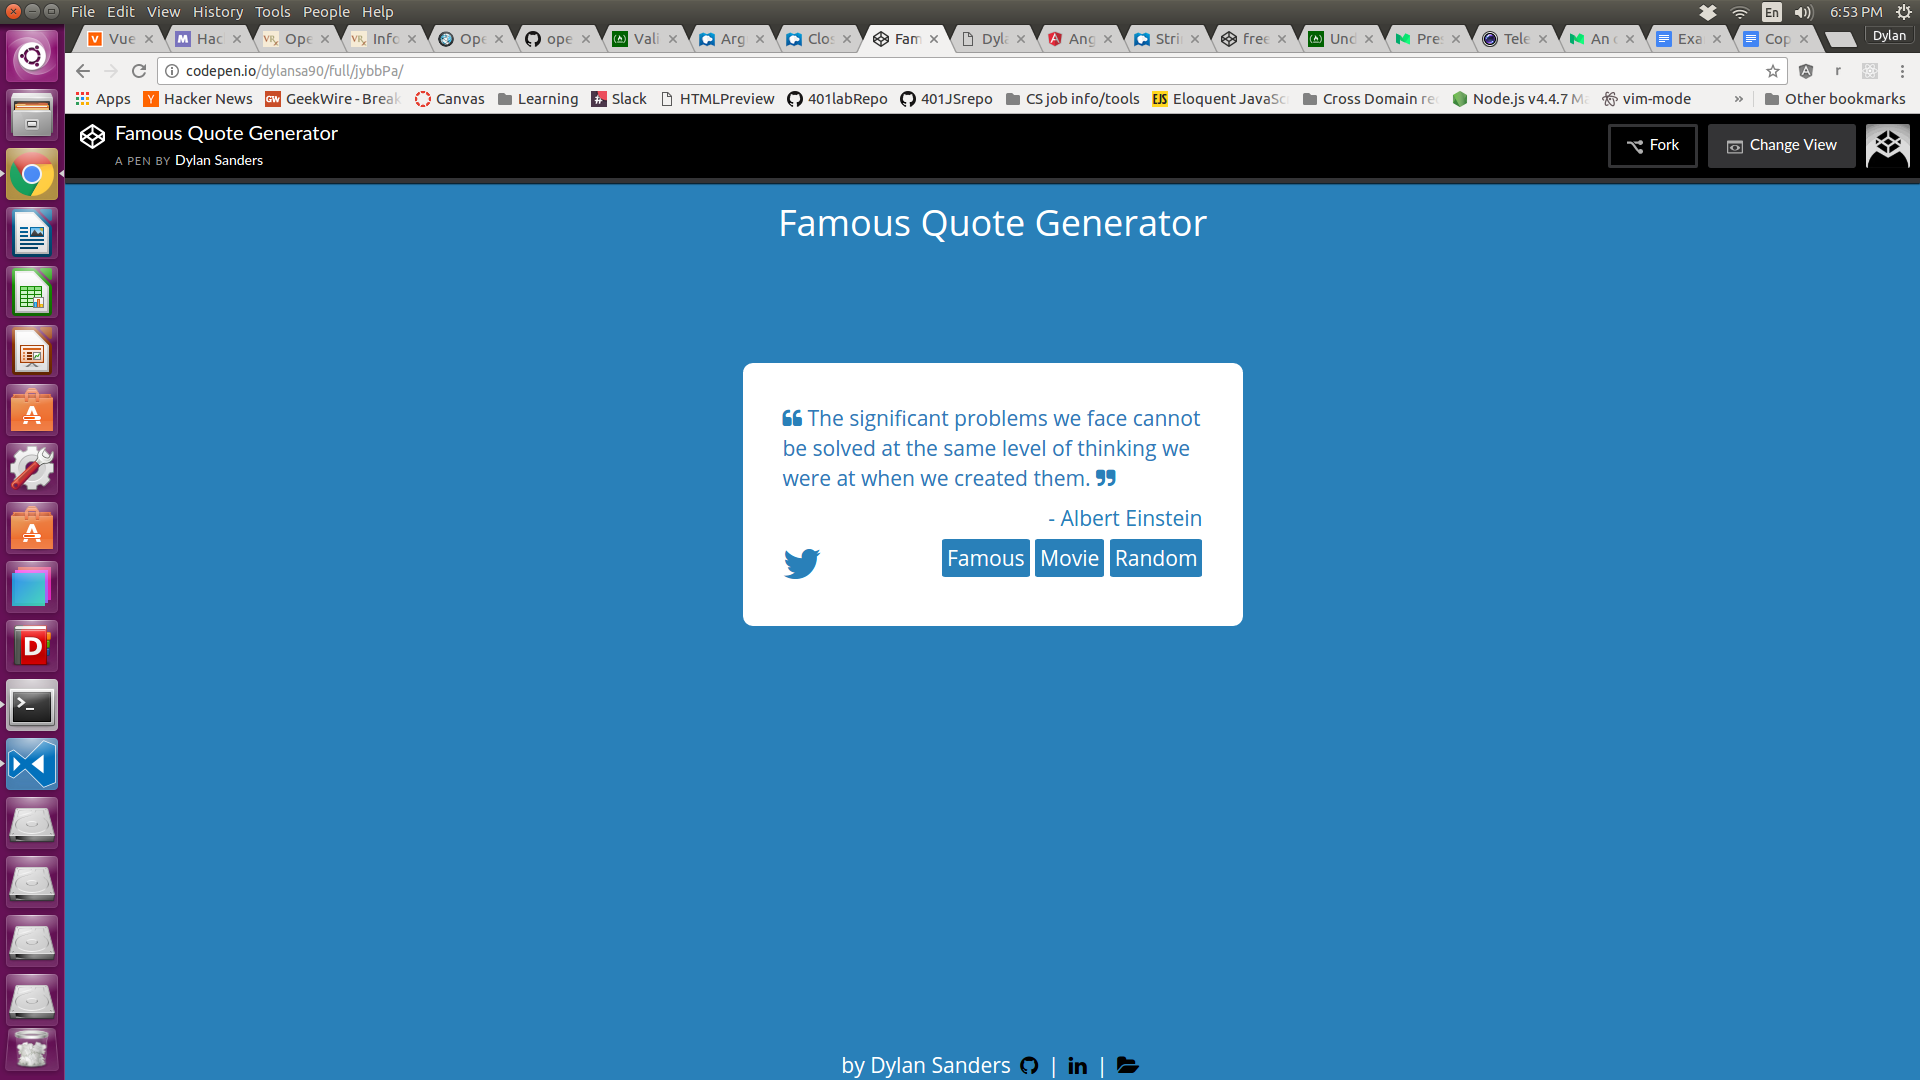 File Edit View History Tools People Help
En 6:53 PM
Vue Hac Ope Info Ope ope Vali Arg Clos Fam Dyla Ang Stri free Und Pre Tele An Exa Cop Dylan
codepen.io/dylansa90/full/jybbPa/
Apps Hacker News GeekWire - Break Canvas Learning Slack HTMLPreview 401labRepo 401JSrepo CS job info/tools Eloquent JavaSc Cross Domain re Node.js v4.4.7 Ma vim-mode » Other bookmarks
Famous Quote Generator
A PEN BY Dylan Sanders
Fork Change View
Famous Quote Generator
“ The significant problems we face cannot
be solved at the same level of thinking we
were at when we created them. ”
- Albert Einstein
Famous Movie Random
by Dylan Sanders | in |